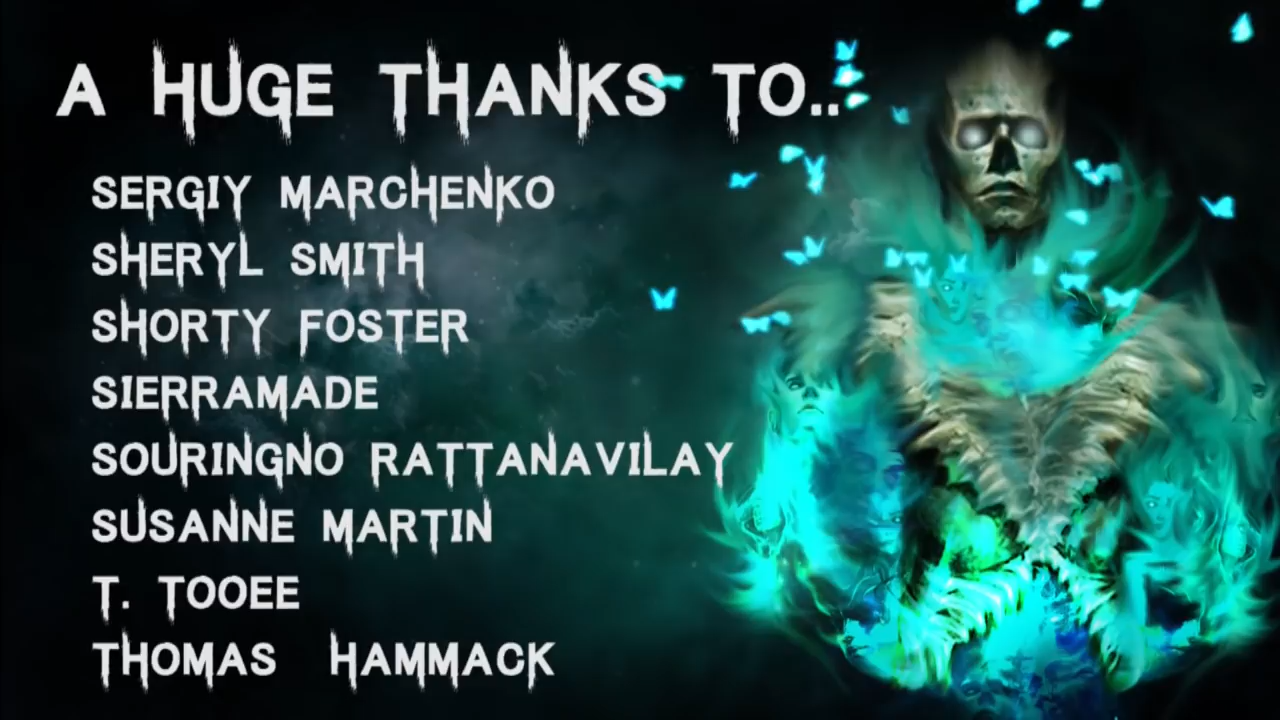 A HUGE THANKS TO..
SERGIY MARCHENKO
SHERYL SMITH
SHORTY FOSTER
SIERRAMADE
SOURINGNO RATTANAVILAY
SUSANNE MARTIN
T. TOOEE
THOMAS HAMMACK